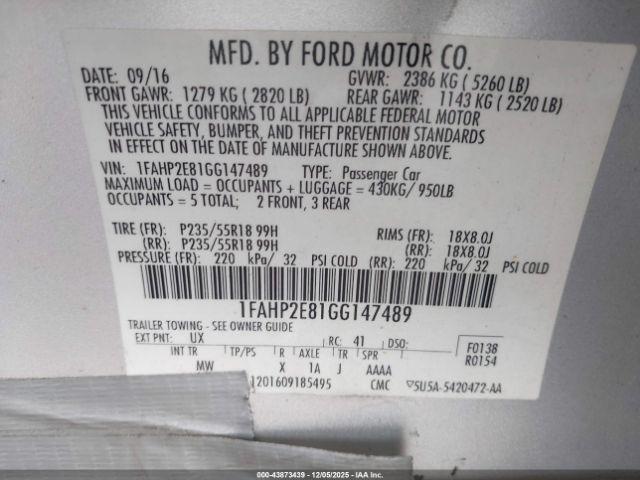 MFD. BY FORD MOTOR CO.
DATE: 09/16 GVWR: 2386 KG ( 5260 LB)
FRONT GAWR: 1279 KG ( 2820 LB) REAR GAWR: 1143 KG ( 2520 LB)
THIS VEHICLE CONFORMS TO ALL APPLICABLE FEDERAL MOTOR
VEHICLE SAFETY, BUMPER, AND THEFT PREVENTION STANDARDS
IN EFFECT ON THE DATE OF MANUFACTURE SHOWN ABOVE.
VIN: 1FAHP2E81GG147489 TYPE: Passenger Car
MAXIMUM LOAD = OCCUPANTS + LUGGAGE = 430KG/ 950LB
OCCUPANTS = 5 TOTAL; 2 FRONT, 3 REAR
TIRE (FR): P235/55R18 99H RIMS (FR): 18X8.0J
(RR): P235/55R18 99H (RR): 18X8.0J
PRESSURE (FR): 220 kPa/ 32 PSI COLD (RR): 220 kPa/ 32 PSI COLD
1FAHP2E81GG147489
TRAILER TOWING - SEE OWNER GUIDE
EXT PNT: UX RC: 41 DSO: F0138
INT TR TP/PS R AXLE TR SPR R0154
MW X 1A J AAAA
1201609185495 CMC SU5A-5420472-AA
000-43873439 - 12/05/2025 - IAA, Inc.